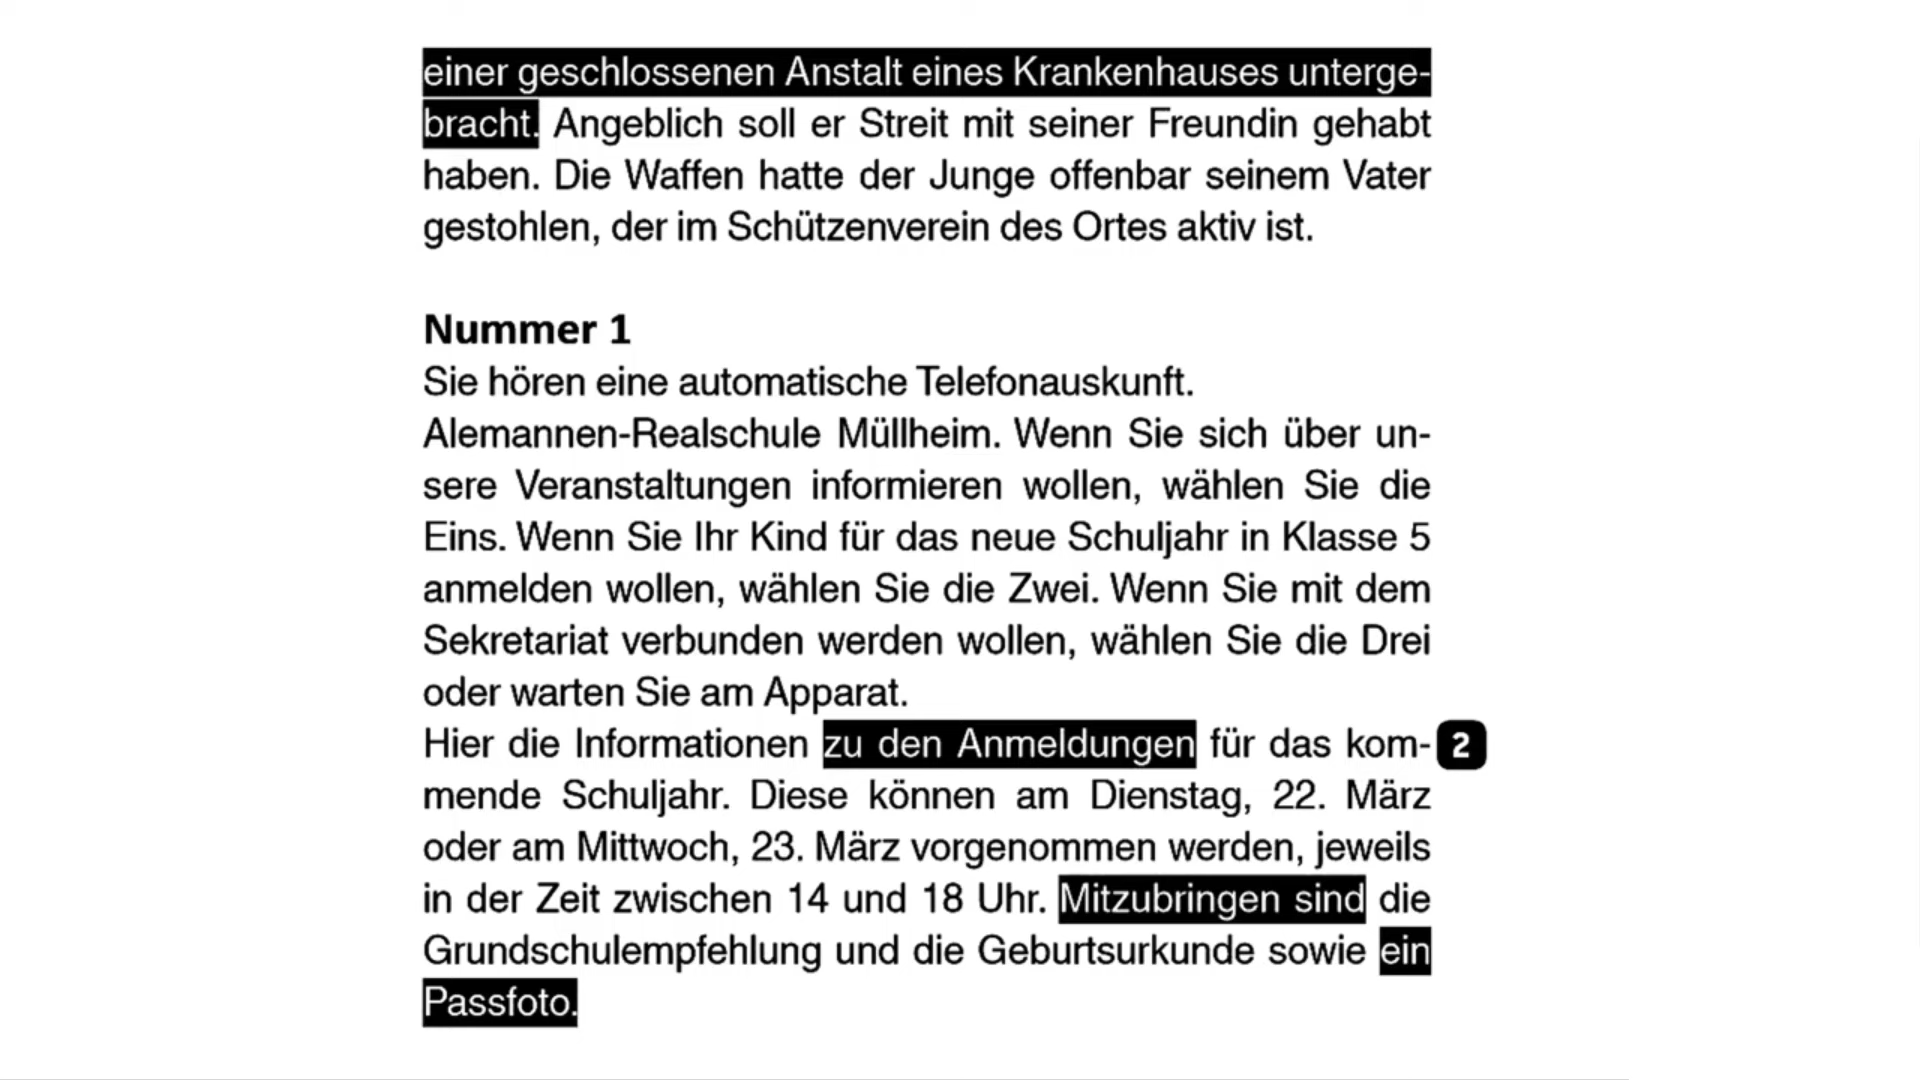 einer geschlossenen Anstalt eines Krankenhauses unterge-
bracht. Angeblich soll er Streit mit seiner Freundin gehabt
haben. Die Waffen hatte der Junge offenbar seinem Vater
gestohlen, der im Schützenverein des Ortes aktiv ist.
Nummer 1
Sie hören eine automatische Telefonauskunft.
Alemannen-Realschule Müllheim. Wenn Sie sich über un-
sere Veranstaltungen informieren wollen, wählen Sie die
Eins. Wenn Sie Ihr Kind für das neue Schuljahr in Klasse 5
anmelden wollen, wählen Sie die Zwei. Wenn Sie mit dem
Sekretariat verbunden werden wollen, wählen Sie die Drei
oder warten Sie am Apparat.
Hier die Informationen zu den Anmeldungen für das kom- 2
mende Schuljahr. Diese können am Dienstag, 22. März
oder am Mittwoch, 23. März vorgenommen werden, jeweils
in der Zeit zwischen 14 und 18 Uhr. Mitzubringen sind die
Grundschulempfehlung und die Geburtsurkunde sowie ein
Passfoto.